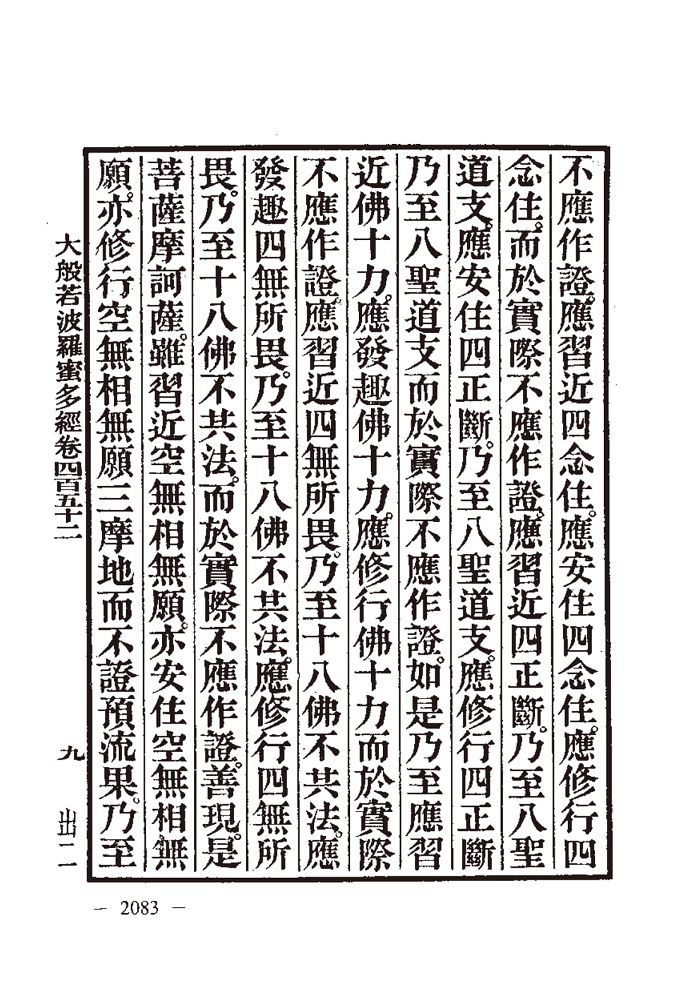 不應作證。應習近四念住。應安住四念住。應修行四
念住。而於實際不應作證。應習近四正斷。乃至八聖
道支。應安住四正斷。乃至八聖道支。應修行四正斷
乃至八聖道支而於實際不應作證。如是乃至應習
近佛十力。應發趣佛十力。應修行佛十力而於實際
不應作證。應習近四無所畏。乃至十八佛不共法。應
發趣四無所畏。乃至十八佛不共法。應修行四無所
畏。乃至十八佛不共法。而於實際不應作證。善現。是
菩薩摩訶薩。雖習近空無相無願。亦安住空無相無
願。亦修行空無相無願三摩地而不證預流果。乃至
大般若波羅蜜多經卷四百五十二 九 出二
— 2083 —